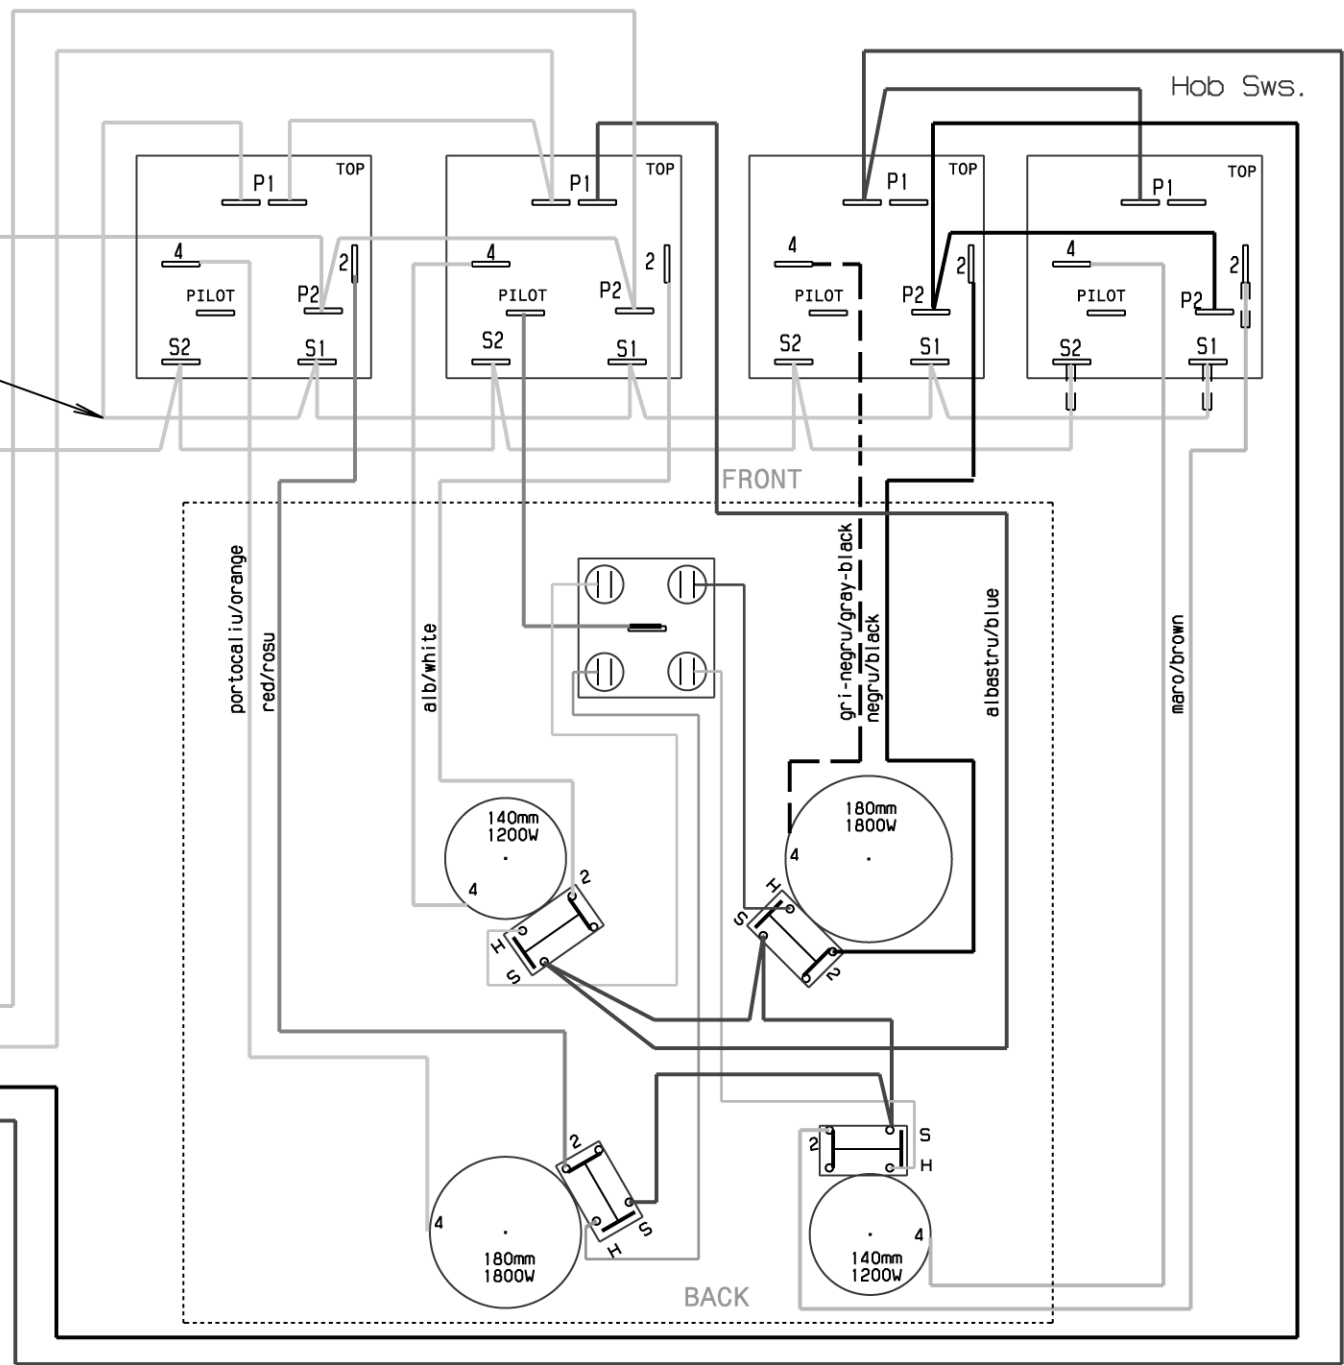 Hob Sws.
TOP
P1
4
2
PILOT
P2
S2
S1
TOP
P1
4
2
PILOT
P2
S2
S1
TOP
P1
4
2
PILOT
P2
S2
S1
TOP
P1
4
2
PILOT
P2
S2
S1
FRONT
portocaliu/orange
red/rosu
alb/white
gri-negru/gray-black
negru/black
albastru/blue
maro/brown
140mm
1200W
4
2
H
S
180mm
1800W
4
H
S
2
2
180mm
1800W
4
H
S
2
S
H
4
140mm
1200W
BACK